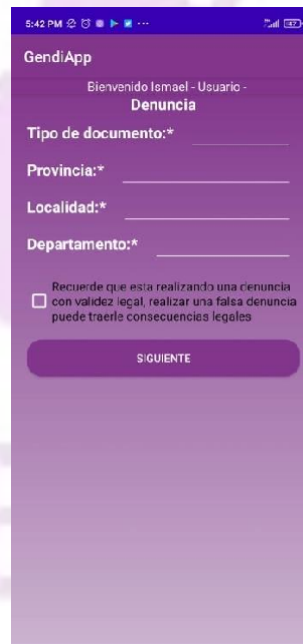 5:42 PM
GendiApp
Bienvenido Ismael - Usuario -
Denuncia
Tipo de documento:*
Provincia:*
Localidad:*
Departamento:*
Recuerde que esta realizando una denuncia
con validez legal, realizar una falsa denuncia
puede traerle consecuencias legales
SIGUIENTE